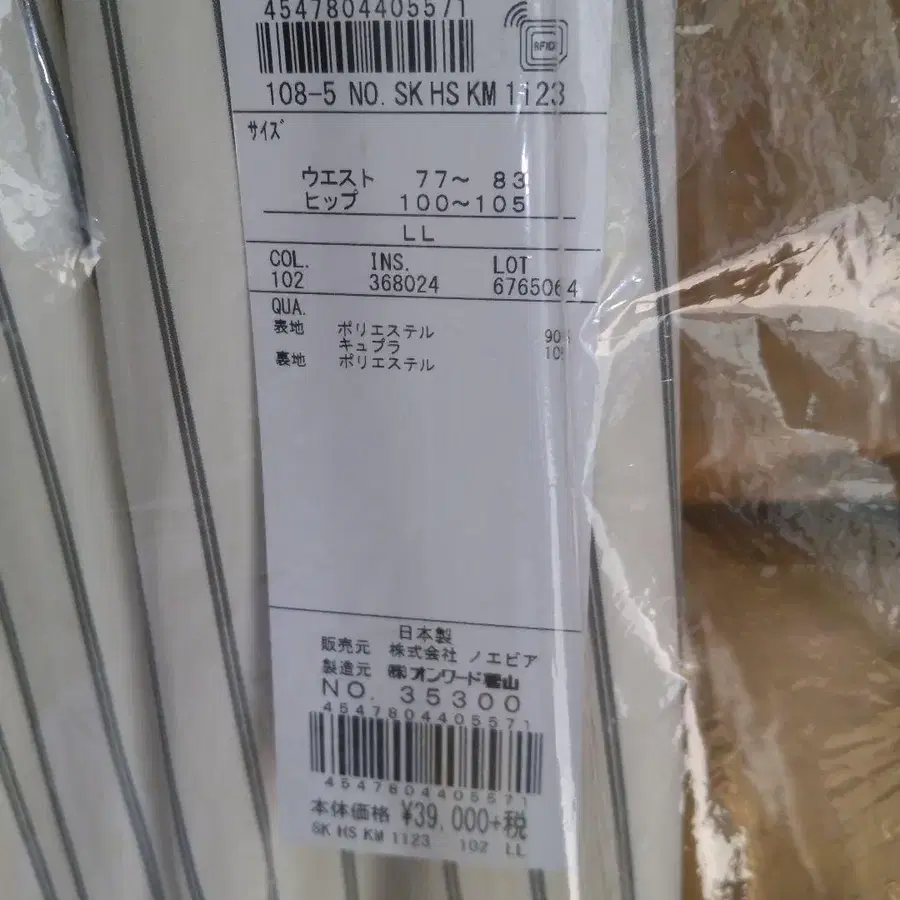 4547804405571
RFID
108-5 NO. SK HS KM 1123
サイズ
ウエスト 77～ 83
ヒップ 100～105
LL
COL. INS. LOT
102 368024 6765064
QUA.
表地 ポリエステル 90
キュプラ 10
裏地 ポリエステル
日本製
販売元 株式会社 ノエビア
製造元 ㈱オンワード樫山
NO. 35300
4547804405571
4547804405571
本体価格 ¥39,000+税
SK HS KM 1123 102 LL